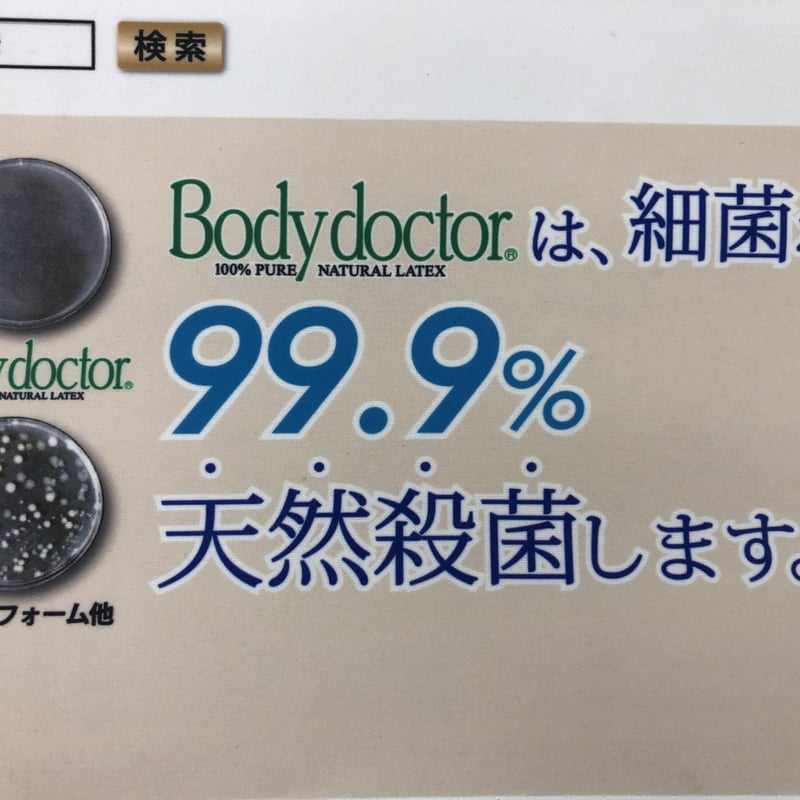 検索
Bodydoctor® は、細菌
100% PURE NATURAL LATEX
99.9%
天然殺菌します。
ydoctor®
NATURAL LATEX
フォーム他